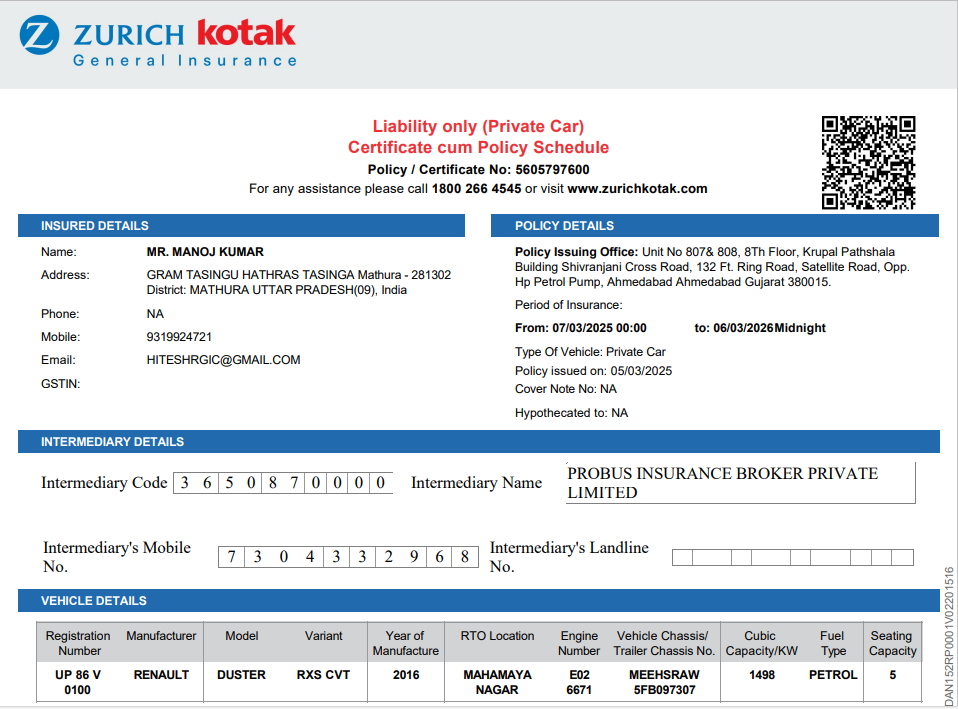 ZURICH kotak
General Insurance
Liability only (Private Car)
Certificate cum Policy Schedule
Policy / Certificate No: 5605797600
For any assistance please call 1800 266 4545 or visit www.zurichkotak.com
INSURED DETAILS
Name: MR. MANOJ KUMAR
Address: GRAM TASINGU HATHRAS TASINGA Mathura - 281302
District: MATHURA UTTAR PRADESH(09), India
Phone: NA
Mobile: 9319924721
Email: HITESHRGIC@GMAIL.COM
GSTIN:
POLICY DETAILS
Policy Issuing Office: Unit No 807& 808, 8Th Floor, Krupal Pathshala
Building Shivranjani Cross Road, 132 Ft. Ring Road, Satellite Road, Opp.
Hp Petrol Pump, Ahmedabad Ahmedabad Gujarat 380015.
Period of Insurance:
From: 07/03/2025 00:00 to: 06/03/2026Midnight
Type Of Vehicle: Private Car
Policy issued on: 05/03/2025
Cover Note No: NA
Hypothecated to: NA
INTERMEDIARY DETAILS
Intermediary Code 3 6 5 0 8 7 0 0 0 0 Intermediary Name PROBUS INSURANCE BROKER PRIVATE
LIMITED
Intermediary's Mobile
No. 7 3 0 4 3 3 2 9 6 8
Intermediary's Landline
No.
VEHICLE DETAILS
Registration Manufacturer Model Variant Year of RTO Location Engine Vehicle Chassis/ Cubic Fuel Seating
Number Manufacture Number Trailer Chassis No. Capacity/KW Type Capacity
UP 86 V RENAULT DUSTER RXS CVT 2016 MAHAMAYA E02 MEEHSRAW 1498 PETROL 5
0100 NAGAR 6671 5FB097307
DAN152RP0001V02201516